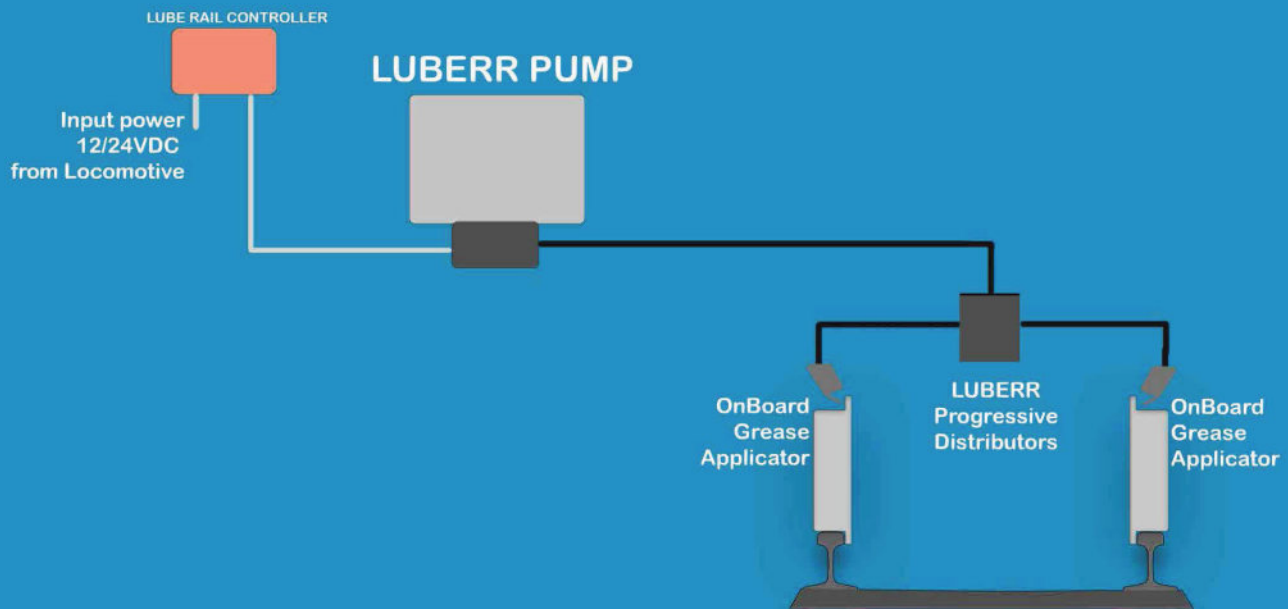 LUBE RAIL CONTROLLER
LUBERR PUMP
Input power
12/24VDC
from Locomotive
OnBoard
Grease
Applicator
LUBERR
Progressive
Distributors
OnBoard
Grease
Applicator